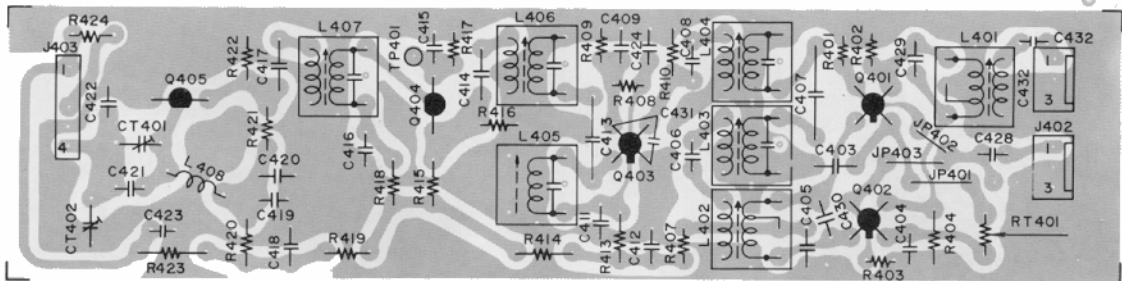 R424
J403
1
4
C422
Q405
CT401
C421
L408
CT402
C423
R423
R422
C417
R421
C420
C419
R420
C418
R419
L407
C416
R418
R415
TP401
C415
R417
Q404
C414
R416
L406
L405
R414
R409
C409
C424
C408
R408
R410
C413
C431
Q403
C406
C411
R413
C412
R407
L404
L403
L402
C407
R401
R402
C429
Q401
L401
C432
C432
1
3
J402
1
3
C403
JP402
JP403
JP401
C428
C405
C430
Q402
C404
R404
R403
RT401